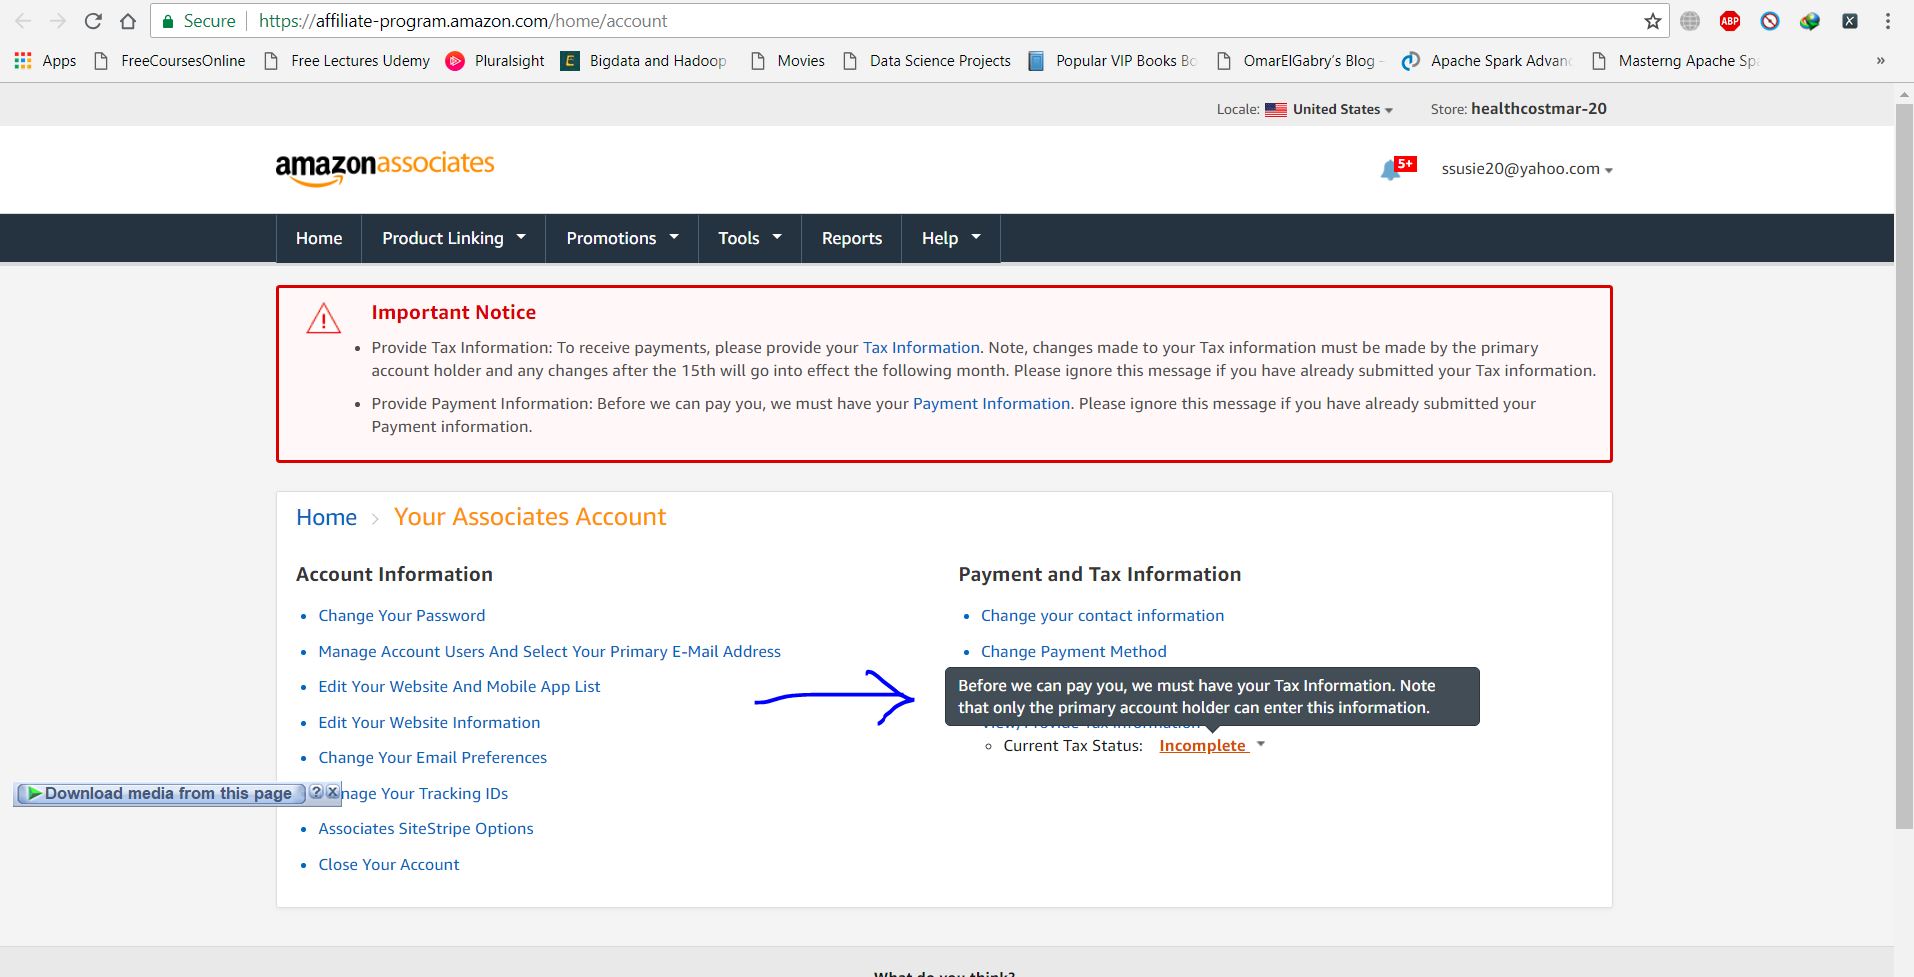 Secure https://affiliate-program.amazon.com/home/account
ABP
Apps FreeCoursesOnline Free Lectures Udemy Pluralsight E Bigdata and Hadoop Movies Data Science Projects Popular VIP Books Bo OmarElGabry's Blog - Apache Spark Advan Masterng Apache Spa »
Locale: United States Store: healthcostmar-20
amazonassociates
5+
ssusie20@yahoo.com
Home Product Linking Promotions Tools Reports Help
Important Notice
• Provide Tax Information: To receive payments, please provide your Tax Information. Note, changes made to your Tax information must be made by the primary
account holder and any changes after the 15th will go into effect the following month. Please ignore this message if you have already submitted your Tax information.
• Provide Payment Information: Before we can pay you, we must have your Payment Information. Please ignore this message if you have already submitted your
Payment information.
Home > Your Associates Account
Account Information
• Change Your Password
• Manage Account Users And Select Your Primary E-Mail Address
• Edit Your Website And Mobile App List
• Edit Your Website Information
• Change Your Email Preferences
Download media from this page ? X
nage Your Tracking IDs
• Associates SiteStripe Options
• Close Your Account
Payment and Tax Information
• Change your contact information
• Change Payment Method
Before we can pay you, we must have your Tax Information. Note
that only the primary account holder can enter this information.
View/Provide Tax Information
Current Tax Status: Incomplete
What do you think?